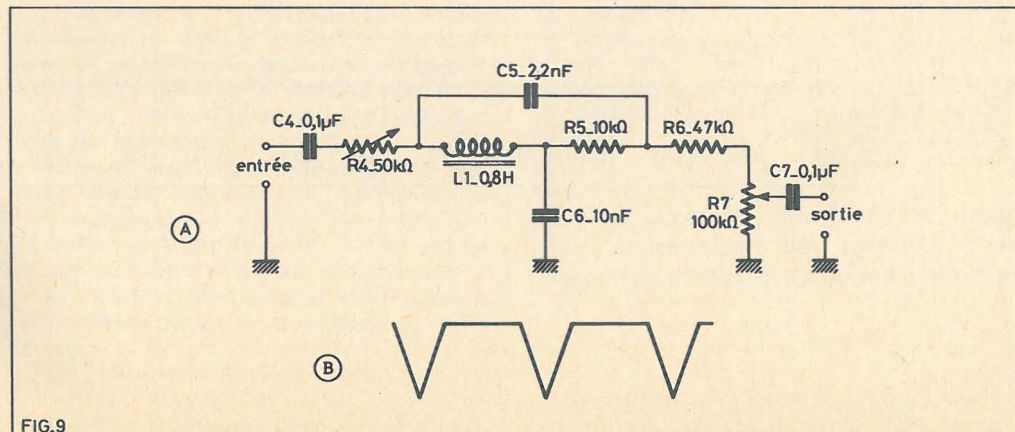 C5_2,2nF
C4_0,1µF
R5_10kΩ
R6_47kΩ
entrée
R4_50kΩ
L1_0,8H
C7_0,1µF
C6_10nF
R7
100kΩ
sortie
A
B
FIG.9